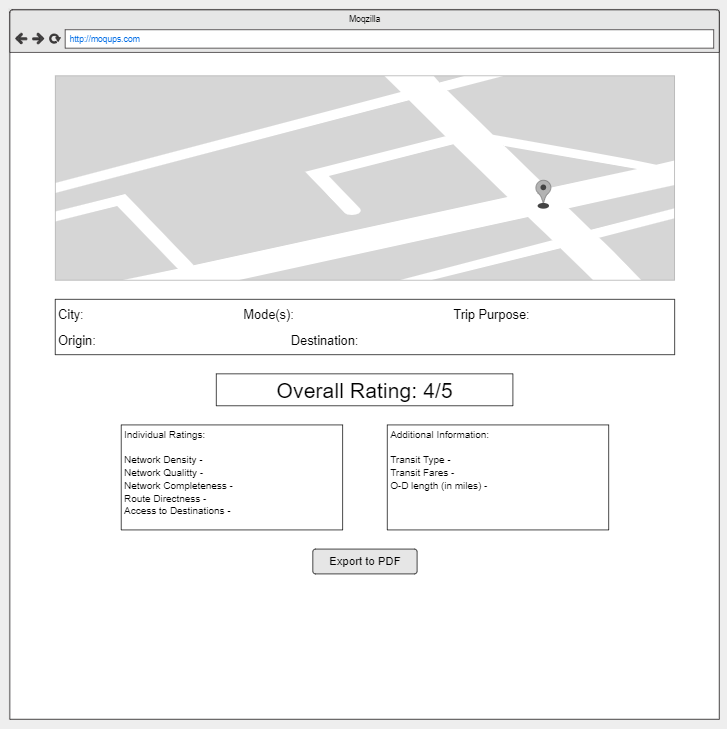 Moqzilla
http://moqups.com
City: Mode(s): Trip Purpose:
Origin: Destination:
Overall Rating: 4/5
Individual Ratings:
Network Density -
Network Qualitty -
Network Completeness -
Route Directness -
Access to Destinations -
Additional Information:
Transit Type -
Transit Fares -
O-D length (in miles) -
Export to PDF